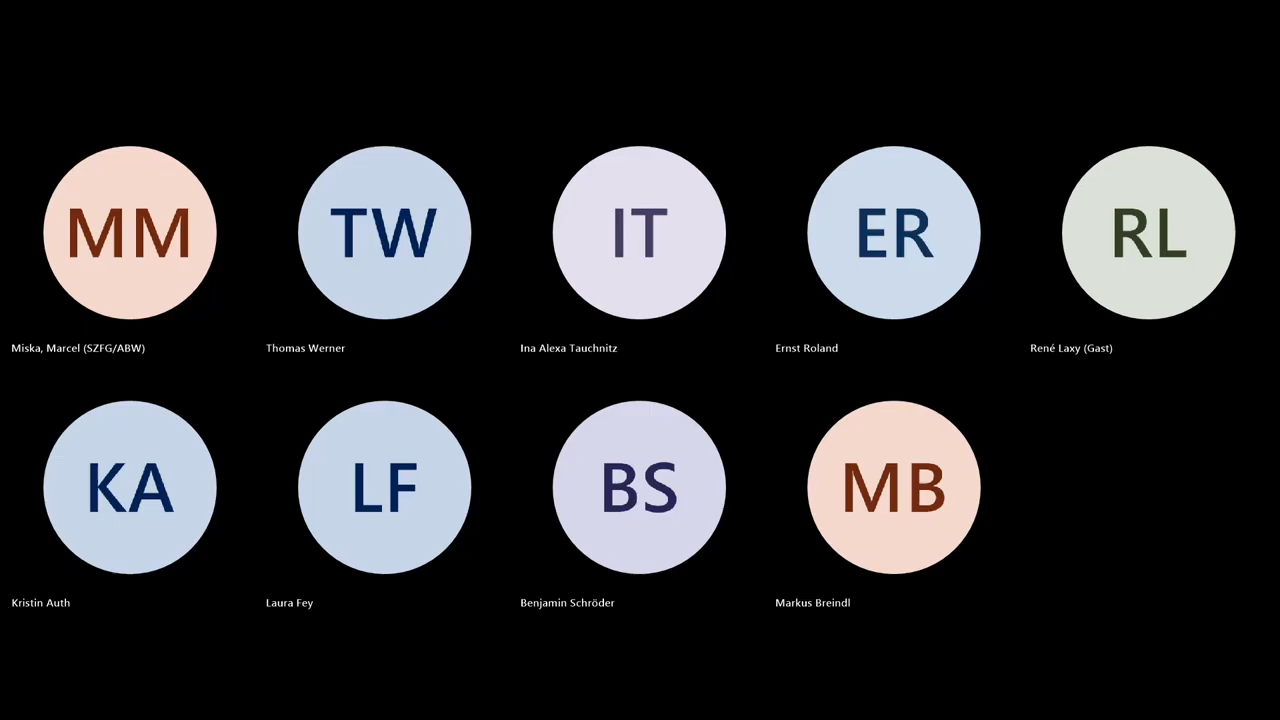 MM
TW
IT
ER
RL
Miska, Marcel (SZFG/ABW)
Thomas Werner
Ina Alexa Tauchnitz
Ernst Roland
René Laxy (Gast)
KA
LF
BS
MB
Kristin Auth
Laura Fey
Benjamin Schröder
Markus Breindl